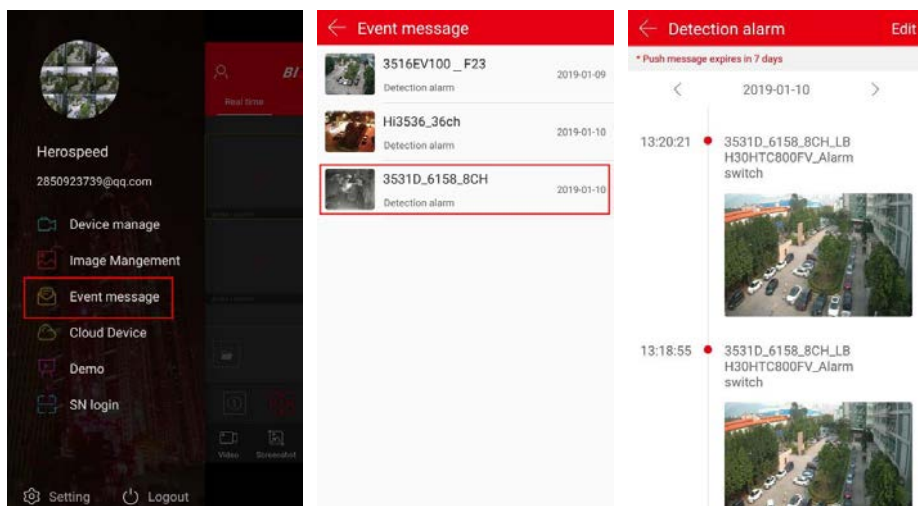 Herospeed
2850923739@qq.com
Device manage
Image Mangement
Event message
Cloud Device
Demo
SN login
Setting
Logout
BI
Real time
Video
Screenshot
Event message
3516EV100 _ F23
Detection alarm
2019-01-09
Hi3536_36ch
Detection alarm
2019-01-10
3531D_6158_8CH
Detection alarm
2019-01-10
Detection alarm
Edit
* Push message expires in 7 days
2019-01-10
13:20:21
3531D_6158_8CH_LB
H30HTC800FV_Alarm
switch
13:18:55
3531D_6158_8CH_LB
H30HTC800FV_Alarm
switch